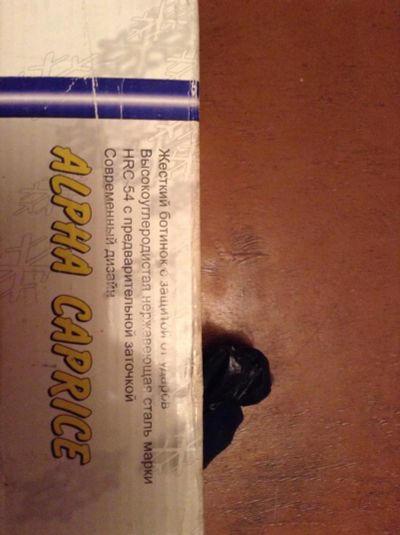 Жесткий ботинок с защитой от ударов
Высокоуглеродистая нержавеющая сталь марки
HRC 54 с предварительной заточкой
Современный дизайн
ALPHA CAPRICE